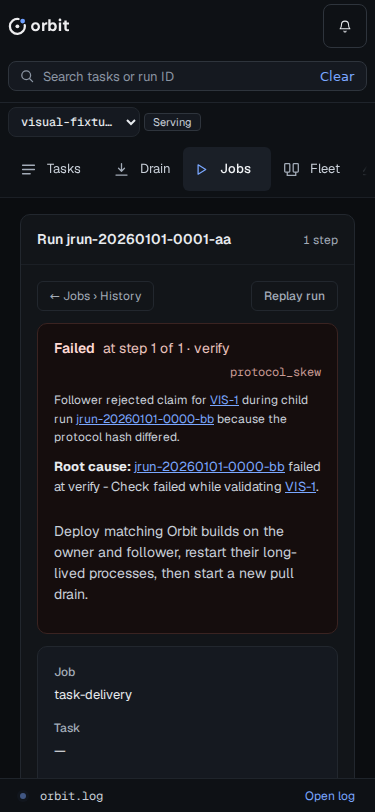 orbit
Search tasks or run ID
Clear
visual-fixtu…
Serving
Tasks
Drain
Jobs
Fleet
Run jrun-20260101-0001-aa
1 step
← Jobs › History
Replay run
Failed at step 1 of 1 · verify
protocol_skew
Follower rejected claim for VIS-1 during child
run jrun-20260101-0000-bb because the
protocol hash differed.
Root cause: jrun-20260101-0000-bb failed
at verify - Check failed while validating VIS-1.
Deploy matching Orbit builds on the
owner and follower, restart their long-
lived processes, then start a new pull
drain.
Job
task-delivery
Task
—
orbit.log
Open log